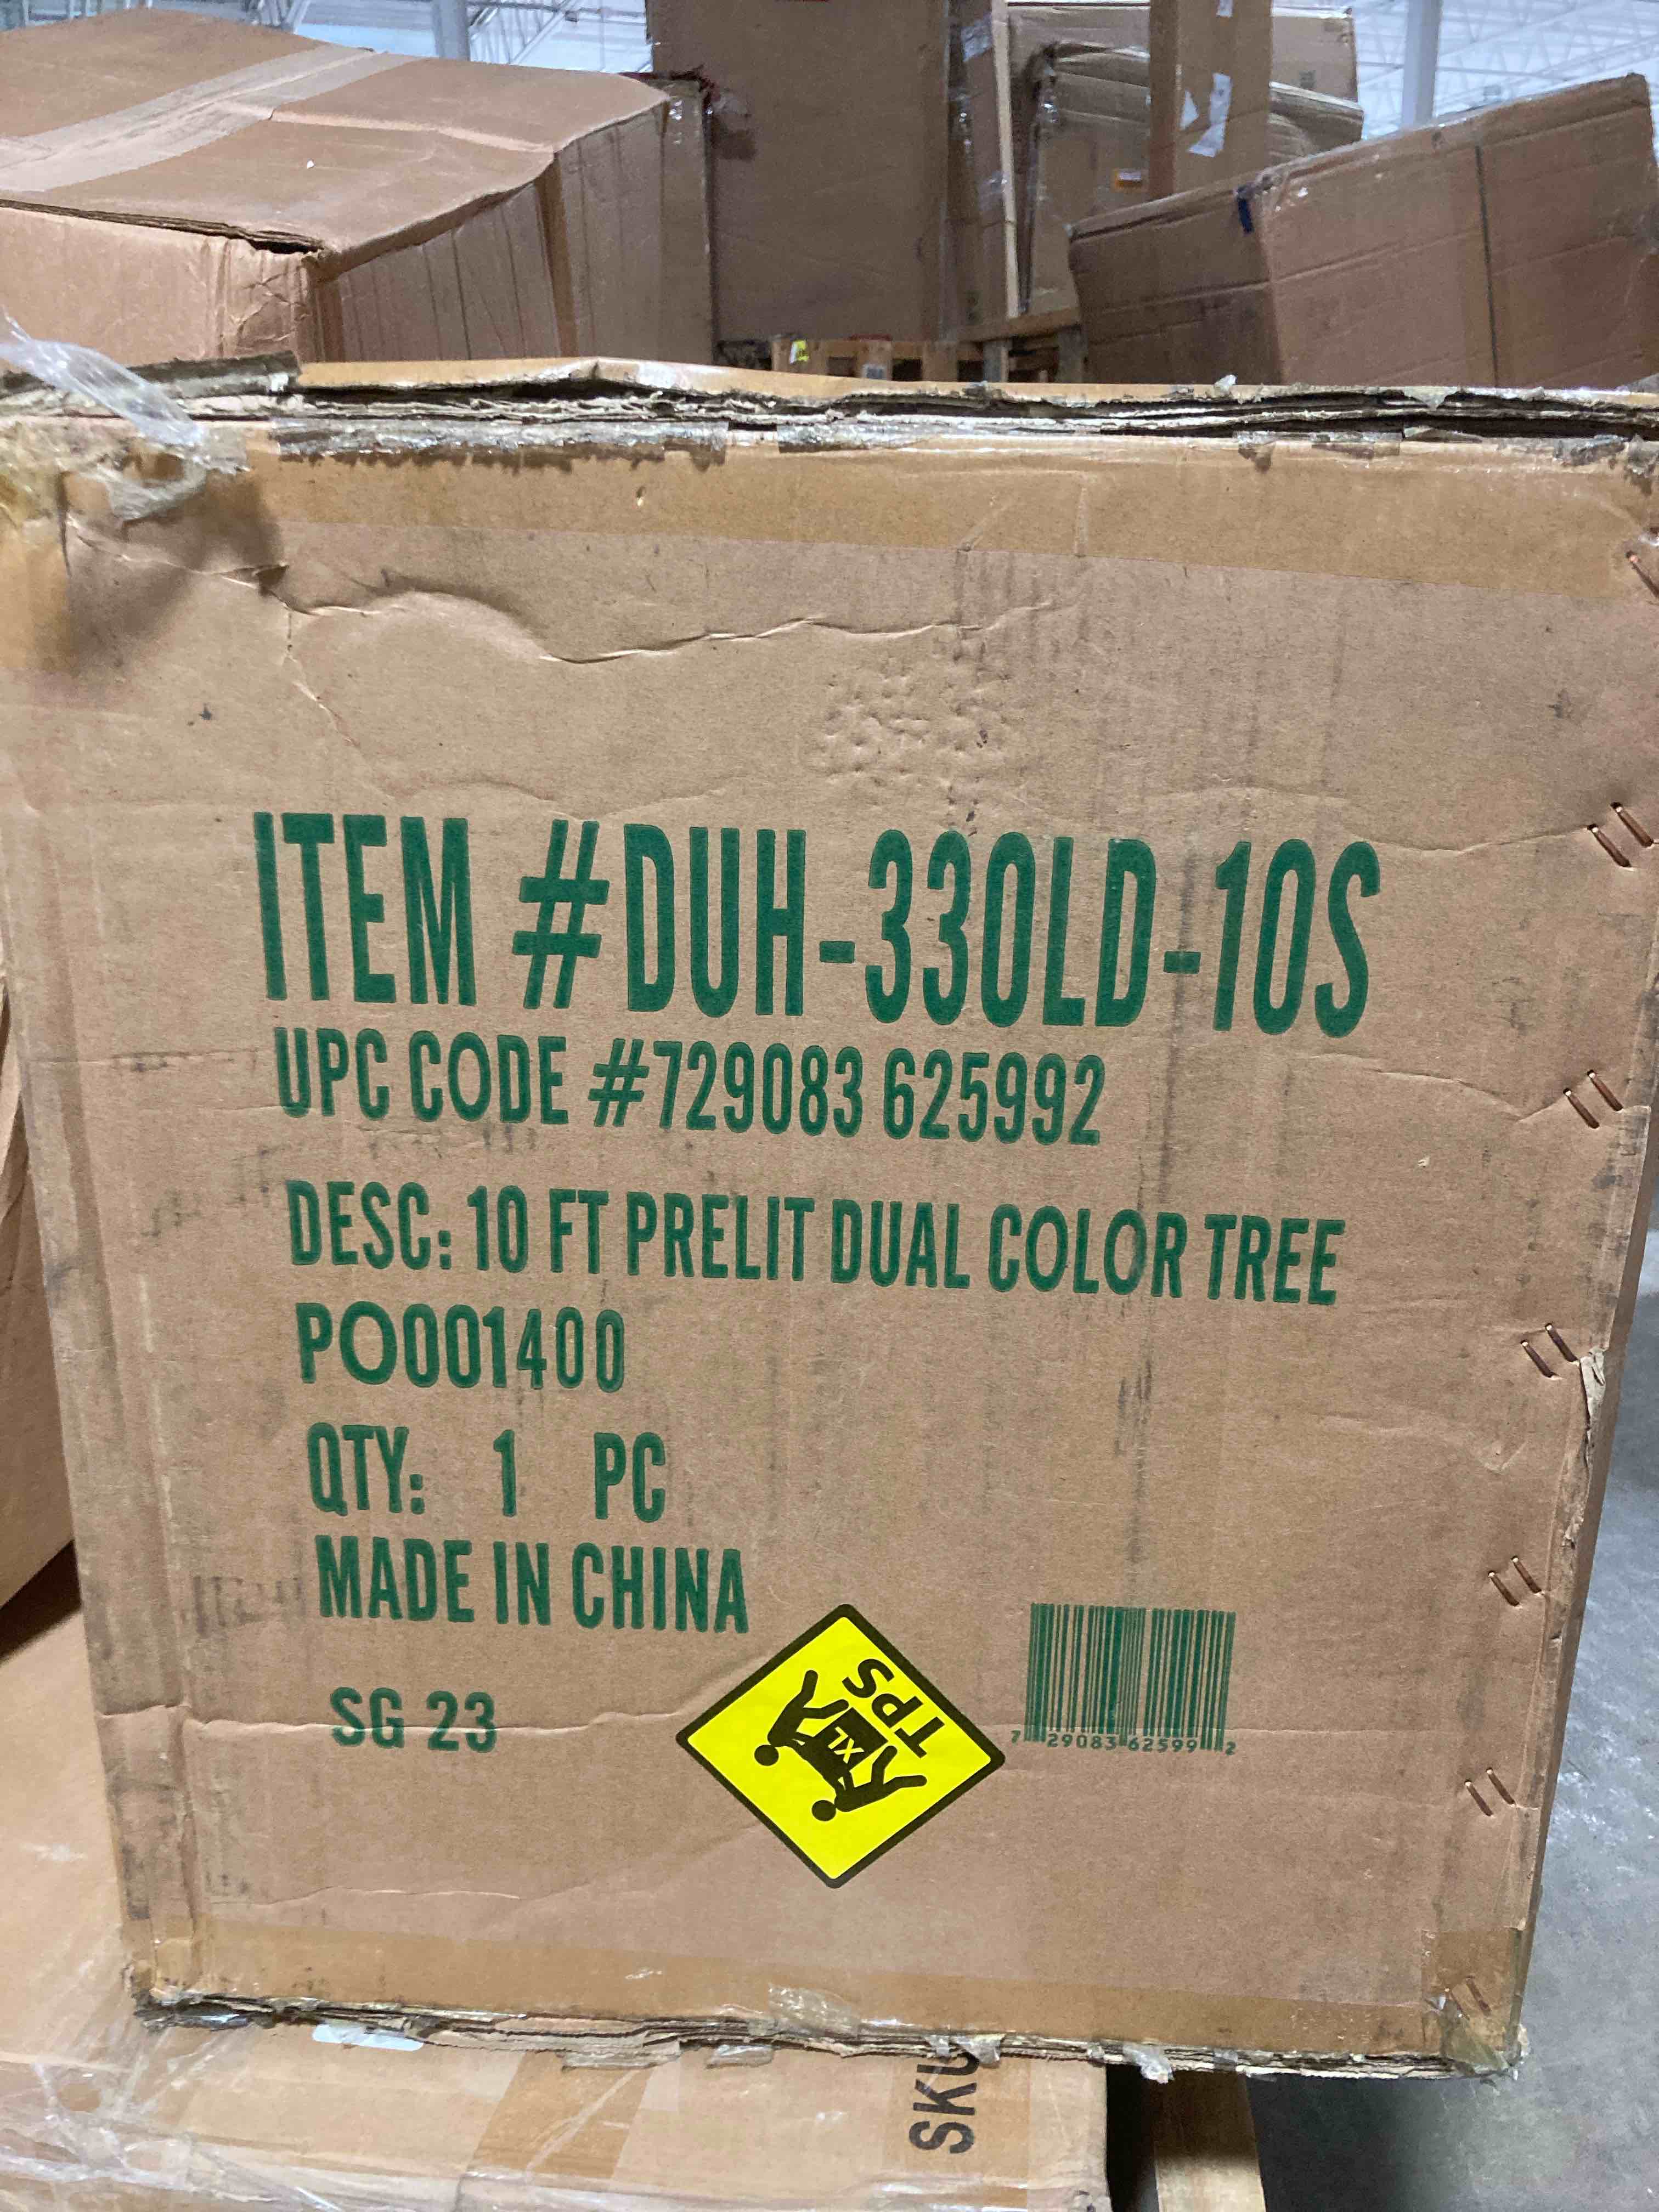 ITEM #DUH-330LD-10S
UPC CODE #729083 625992
DESC: 10 FT PRELIT DUAL COLOR TREE
PO001400
QTY: 1 PC
MADE IN CHINA
SG 23
XL
TPS
7 29083 62599 2
SKU